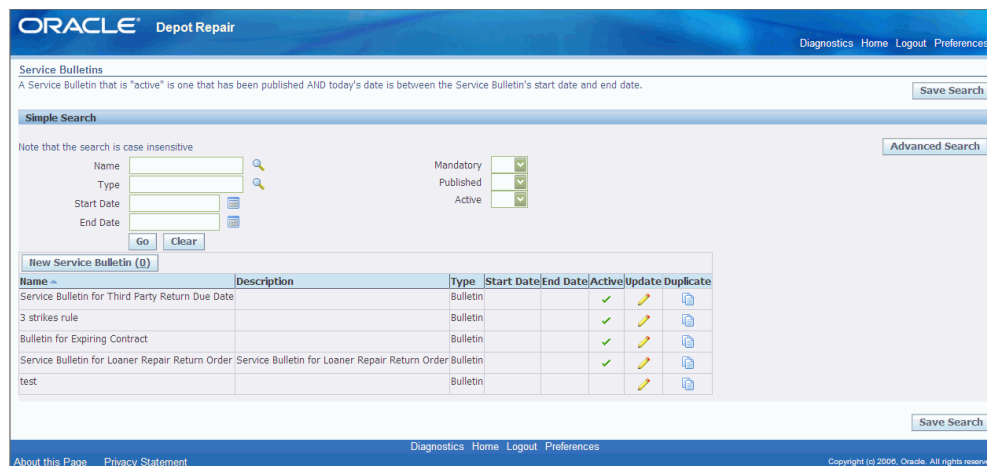 ORACLE Depot Repair
Diagnostics Home Logout Preferences
Service Bulletins
A Service Bulletin that is "active" is one that has been published AND today's date is between the Service Bulletin's start date and end date.
Save Search
Simple Search
Note that the search is case insensitive
Advanced Search
Name
Mandatory
Type
Published
Start Date
Active
End Date
Go Clear
New Service Bulletin (0)
Name Description Type Start Date End Date Active Update Duplicate
Service Bulletin for Third Party Return Due Date Bulletin
3 strikes rule Bulletin
Bulletin for Expiring Contract Bulletin
Service Bulletin for Loaner Repair Return Order Service Bulletin for Loaner Repair Return Order Bulletin
test Bulletin
Save Search
Diagnostics Home Logout Preferences
About this Page Privacy Statement
Copyright (c) 2006, Oracle. All rights reserve